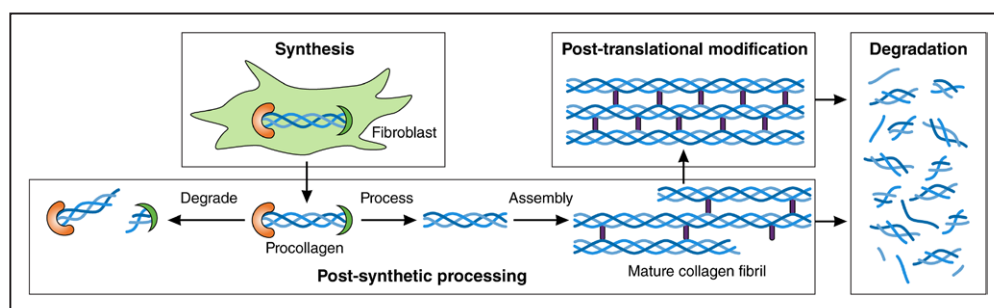 Synthesis
Fibroblast
Post-translational modification
Degradation
Degrade
Procollagen
Process
Assembly
Mature collagen fibril
Post-synthetic processing